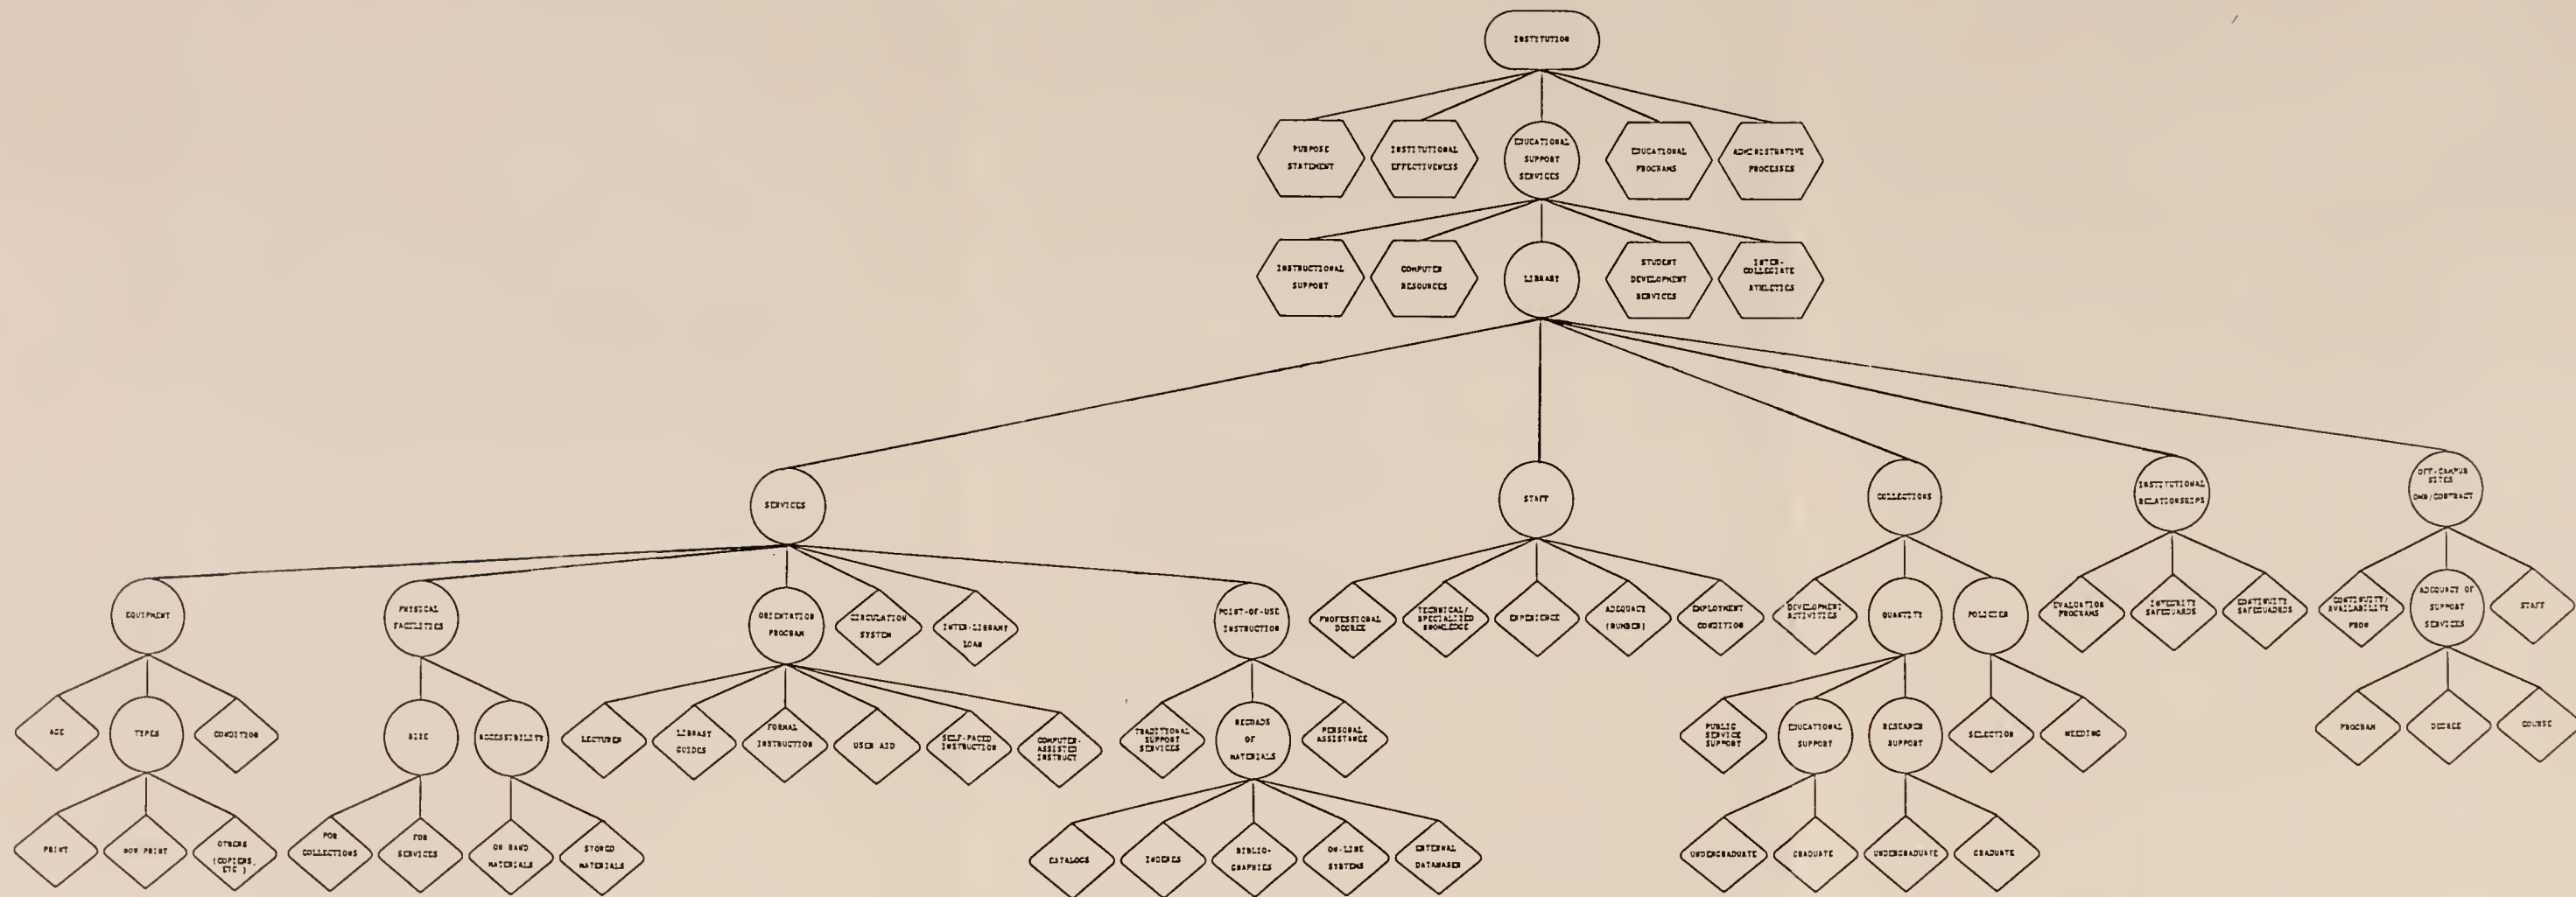 INSTITUTION
PURPOSE
STATEMENT
INSTITUTIONAL
EFFECTIVENESS
EDUCATIONAL
SUPPORT
SERVICES
EDUCATIONAL
PROGRAMS
ADMINISTRATIVE
PROCESSES
INSTRUCTIONAL
SUPPORT
COMPUTER
RESOURCES
LIBRARY
STUDENT
DEVELOPMENT
SERVICES
INTER-
COLLEGIATE
ATHLETICS
SERVICES
STAFF
COLLECTIONS
INSTITUTIONAL
RELATIONSHIPS
OFF-CAMPUS
SITES
OWN/CONTRACT
EQUIPMENT
PHYSICAL
FACILITIES
ORIENTATION
PROGRAM
CIRCULATION
SYSTEM
INTER-LIBRARY
LOAN
POINT-OF-USE
INSTRUCTION
PROFESSIONAL
DEGREE
TECHNICAL/
SPECIALIZED
KNOWLEDGE
EXPERIENCE
ADEQUACY
(NUMBER)
EMPLOYMENT
CONDITION
DEVELOPMENT
ACTIVITIES
QUANTITY
POLICIES
EVALUATION
PROGRAMS
INTEGRITY
SAFEGUARDS
CONTINUITY
SAFEGUARDS
CONTINUITY/
AVAILABILITY
FROM
ADEQUACY OF
SUPPORT
SERVICES
STAFF
AGE
TYPES
CONDITION
SIZE
ACCESSIBILITY
LECTURES
LIBRARY
GUIDES
FORMAL
INSTRUCTION
USER AID
SELF-PACED
INSTRUCTION
COMPUTER-
ASSISTED
INSTRUCT
TRADITIONAL
SUPPORT
SERVICES
RECOADS
OF
MATERIALS
PERSONAL
ASSISTANCE
PUBLIC
SERVICE
SUPPORT
EDUCATIONAL
SUPPORT
RESEARCH
SUPPORT
SELECTION
WEEDING
PROGRAM
DEGREE
COURSE
PRINT
NON PRINT
OTHERS
(COPIERS,
ETC )
FOR
COLLECTIONS
FOR
SERVICES
ON HAND
MATERIALS
STORED
MATERIALS
CATALOGS
INDEXES
BIBLIO-
GRAPHIES
ON-LINE
SYSTEMS
EXTERNAL
DATABASES
UNDERGRADUATE
GRADUATE
UNDERGRADUATE
GRADUATE